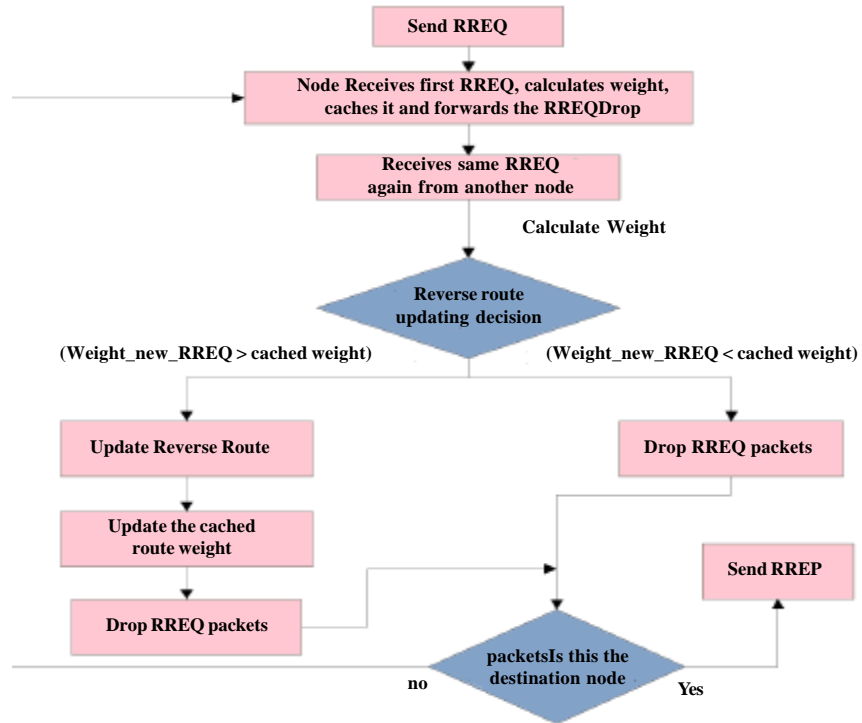 Send RREQ
Node Receives first RREQ, calculates weight,
caches it and forwards the RREQDrop
Receives same RREQ
again from another node
Calculate Weight
Reverse route
updating decision
(Weight_new_RREQ > cached weight)
(Weight_new_RREQ < cached weight)
Update Reverse Route
Drop RREQ packets
Update the cached
route weight
Send RREP
Drop RREQ packets
packetsIs this the
destination node
no
Yes